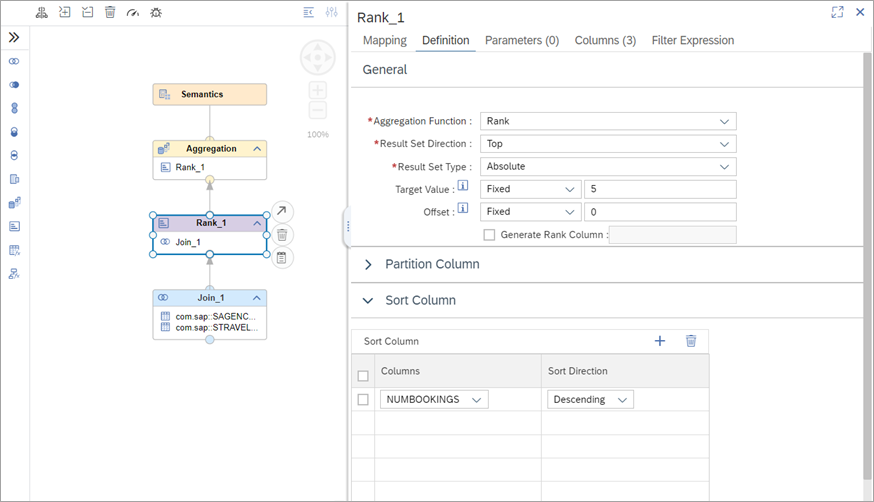 Rank_1
Mapping Definition Parameters (0) Columns (3) Filter Expression
General
*Aggregation Function : Rank
*Result Set Direction : Top
*Result Set Type : Absolute
Target Value : Fixed 5
Offset : Fixed 0
Generate Rank Column :
Partition Column
Sort Column
Sort Column
Columns Sort Direction
NUMBOOKINGS Descending
Semantics
Aggregation
Rank_1
Rank_1
Join_1
Join_1
com.sap::SAGENC...
com.sap::STRAVEL...
100%